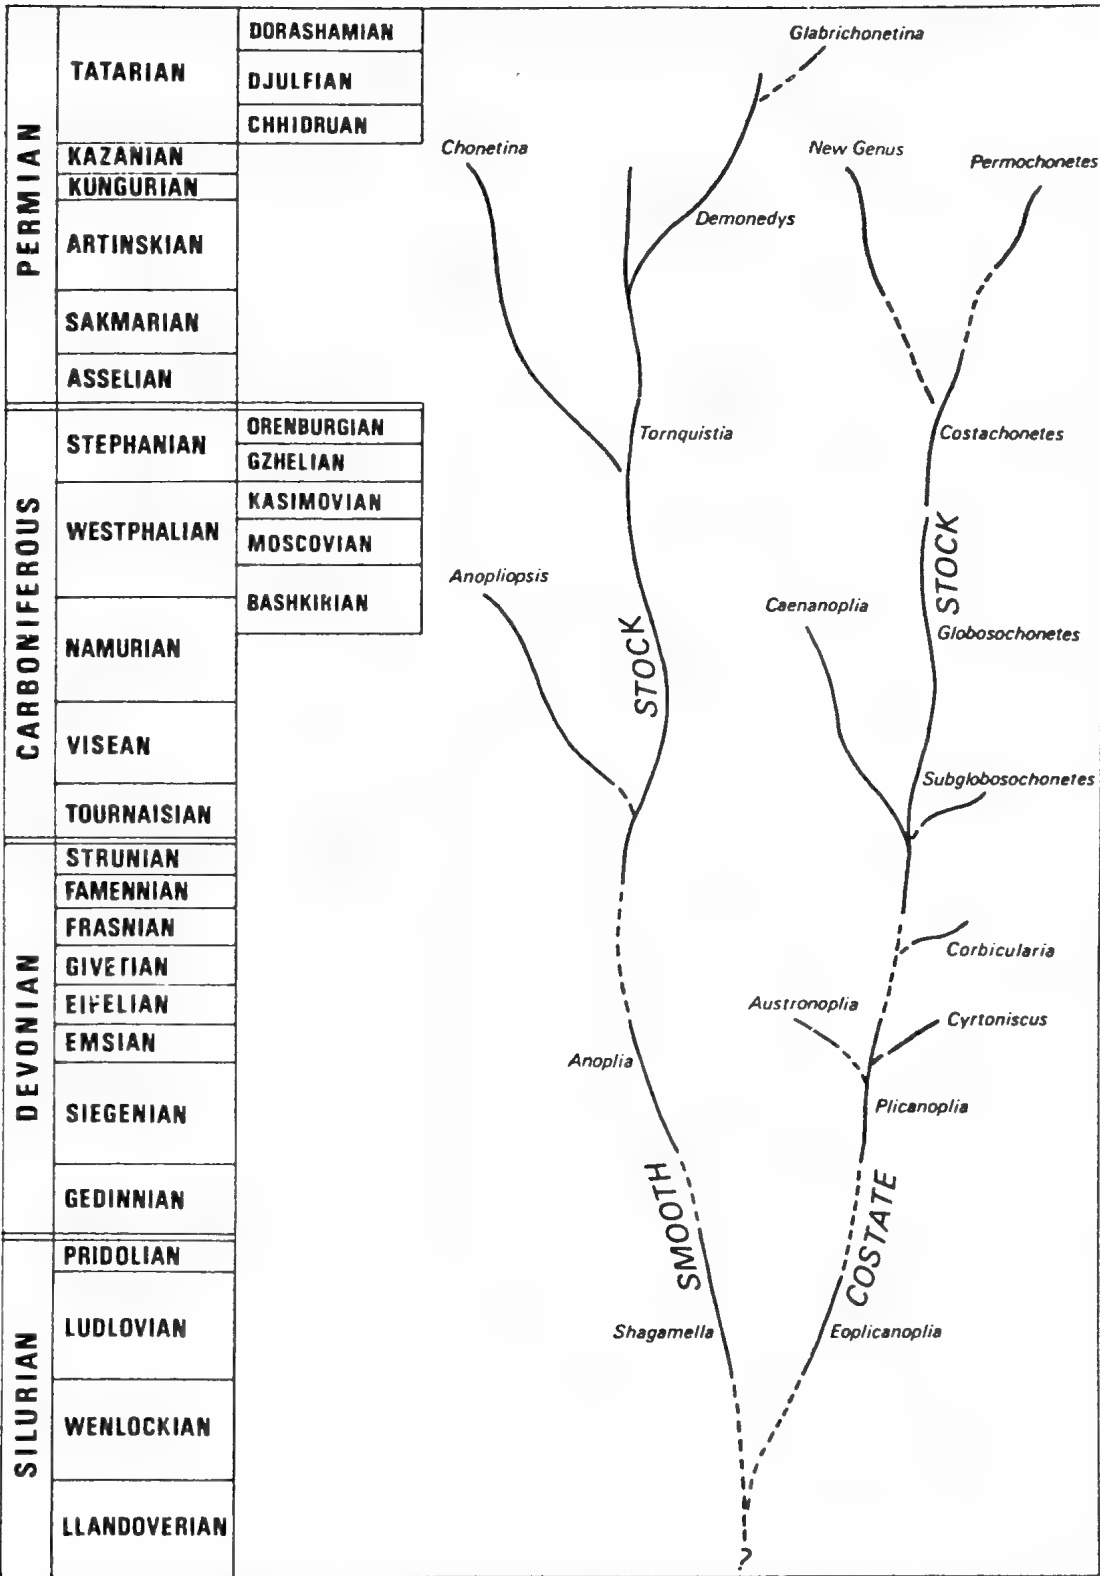 PERMIAN
TATARIAN
DORASHAMIAN
DJULFIAN
CHHIDRUAN
KAZANIAN
KUNGURIAN
ARTINSKIAN
SAKMARIAN
ASSELIAN
CARBONIFEROUS
STEPHANIAN
ORENBURGIAN
GZHELIAN
WESTPHALIAN
KASIMOVIAN
MOSCOVIAN
BASHKIRIAN
NAMURIAN
VISEAN
TOURNAISIAN
DEVONIAN
STRUNIAN
FAMENNIAN
FRASNIAN
GIVETIAN
EIFELIAN
EMSIAN
SIEGENIAN
GEDINNIAN
SILURIAN
PRIDOLIAN
LUDLOVIAN
WENLOCKIAN
LLANDOVERIAN
Glabrichonetina
Chonetina
New Genus
Permochonetes
Demonedys
Tornquistia
Costachonetes
Anopliopsis
Caenanoplia
STOCK
STOCK
Globosochonetes
Subglobosochonetes
Corbicularia
Austronoplia
Cyrtoniscus
Anoplia
Plicanoplia
SMOOTH
COSTATE
Shagamella
Eoplicanoplia
?